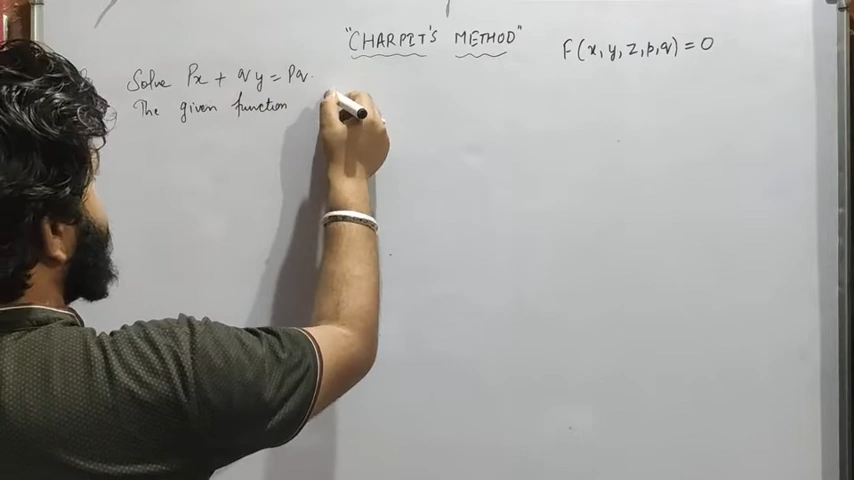 "CHARPIT'S METHOD"
F(x, y, z, p, q) = 0
Solve Px + qy = Pq.
The given function